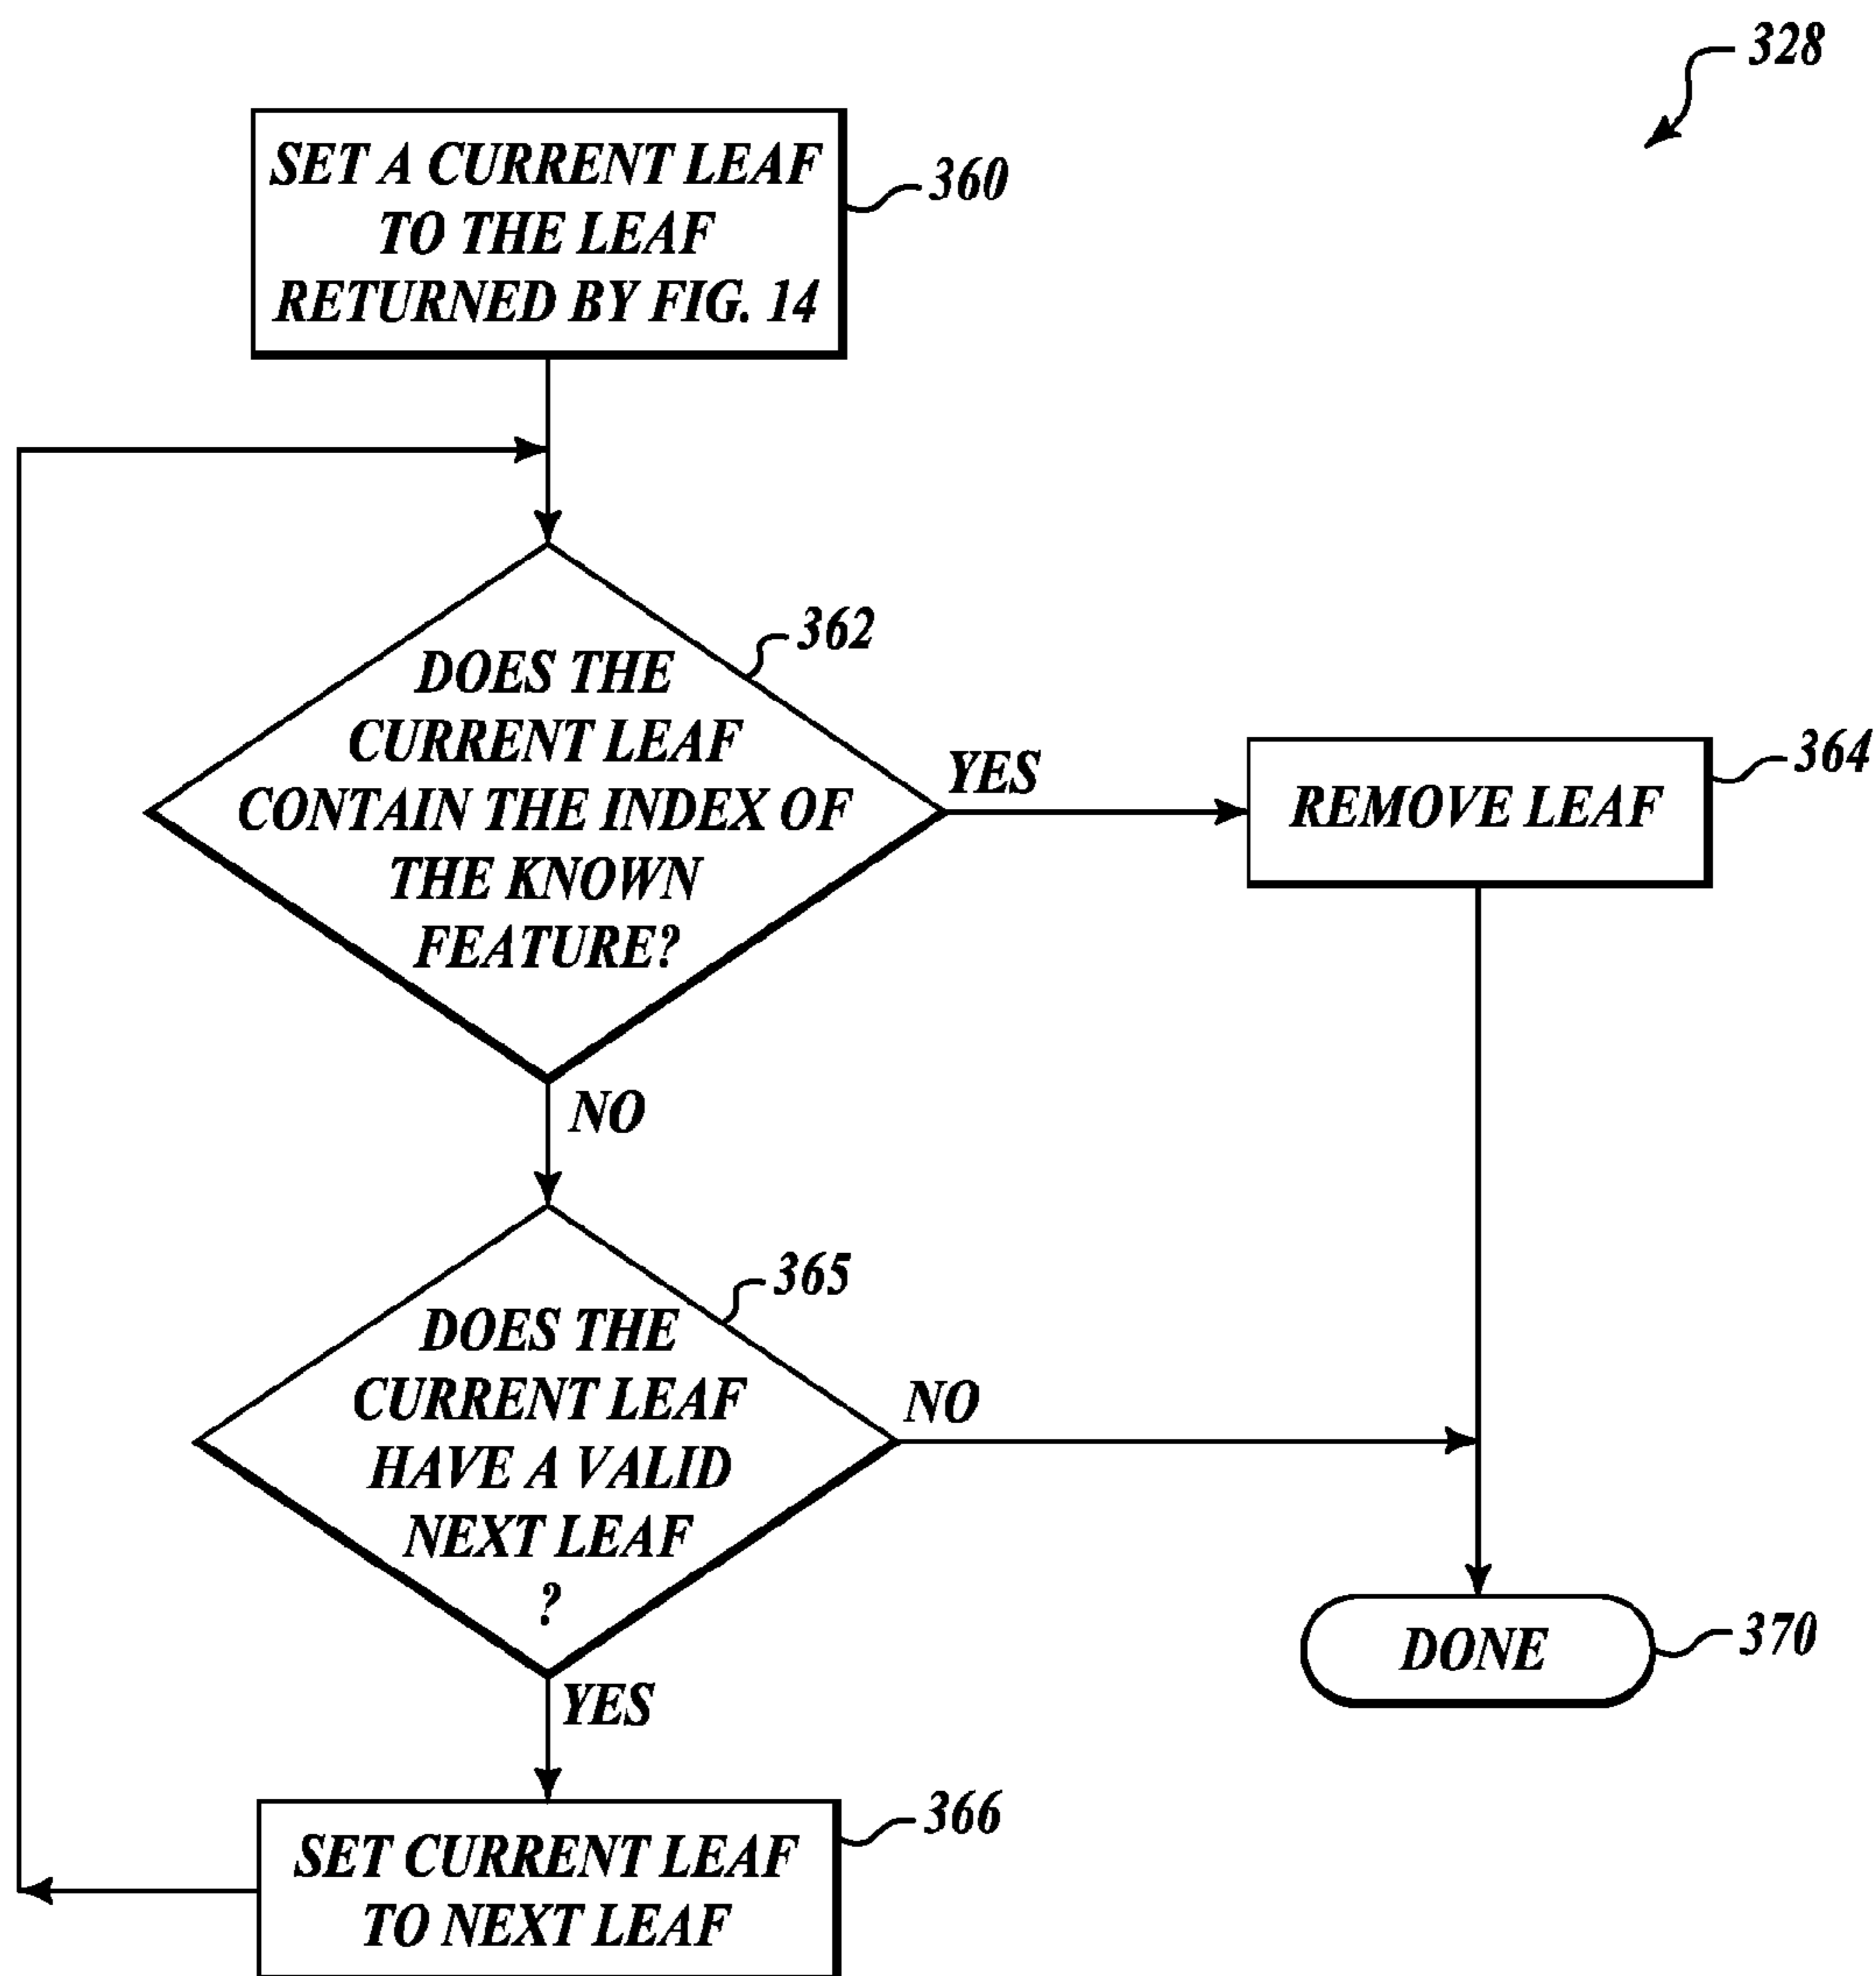 328
SET A CURRENT LEAF
TO THE LEAF
RETURNED BY FIG. 14
360
362
DOES THE
CURRENT LEAF
CONTAIN THE INDEX OF
THE KNOWN
FEATURE?
YES
REMOVE LEAF
364
NO
365
DOES THE
CURRENT LEAF
HAVE A VALID
NEXT LEAF
?
NO
DONE
370
YES
SET CURRENT LEAF
TO NEXT LEAF
366